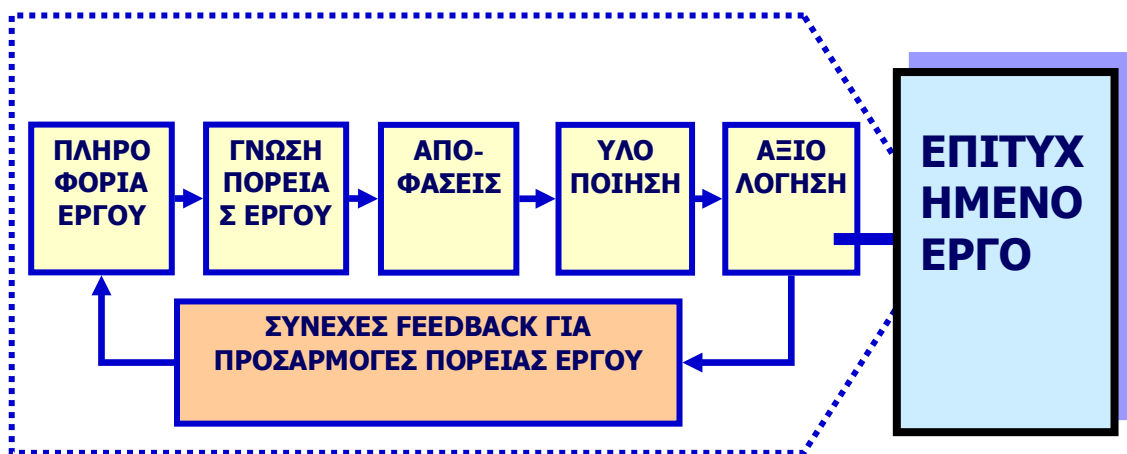 ΠΛΗΡΟ
ΦΟΡΙΑ
ΕΡΓΟΥ
ΓΝΩΣΗ
ΠΟΡΕΙΑ
Σ ΕΡΓΟΥ
ΑΠΟ-
ΦΑΣΕΙΣ
ΥΛΟ
ΠΟΙΗΣΗ
ΑΞΙΟ
ΛΟΓΗΣΗ
ΕΠΙΤΥΧ
ΗΜΕΝΟ
ΕΡΓΟ
ΣΥΝΕΧΕΣ FEEDBACK ΓΙΑ
ΠΡΟΣΑΡΜΟΓΕΣ ΠΟΡΕΙΑΣ ΕΡΓΟΥ